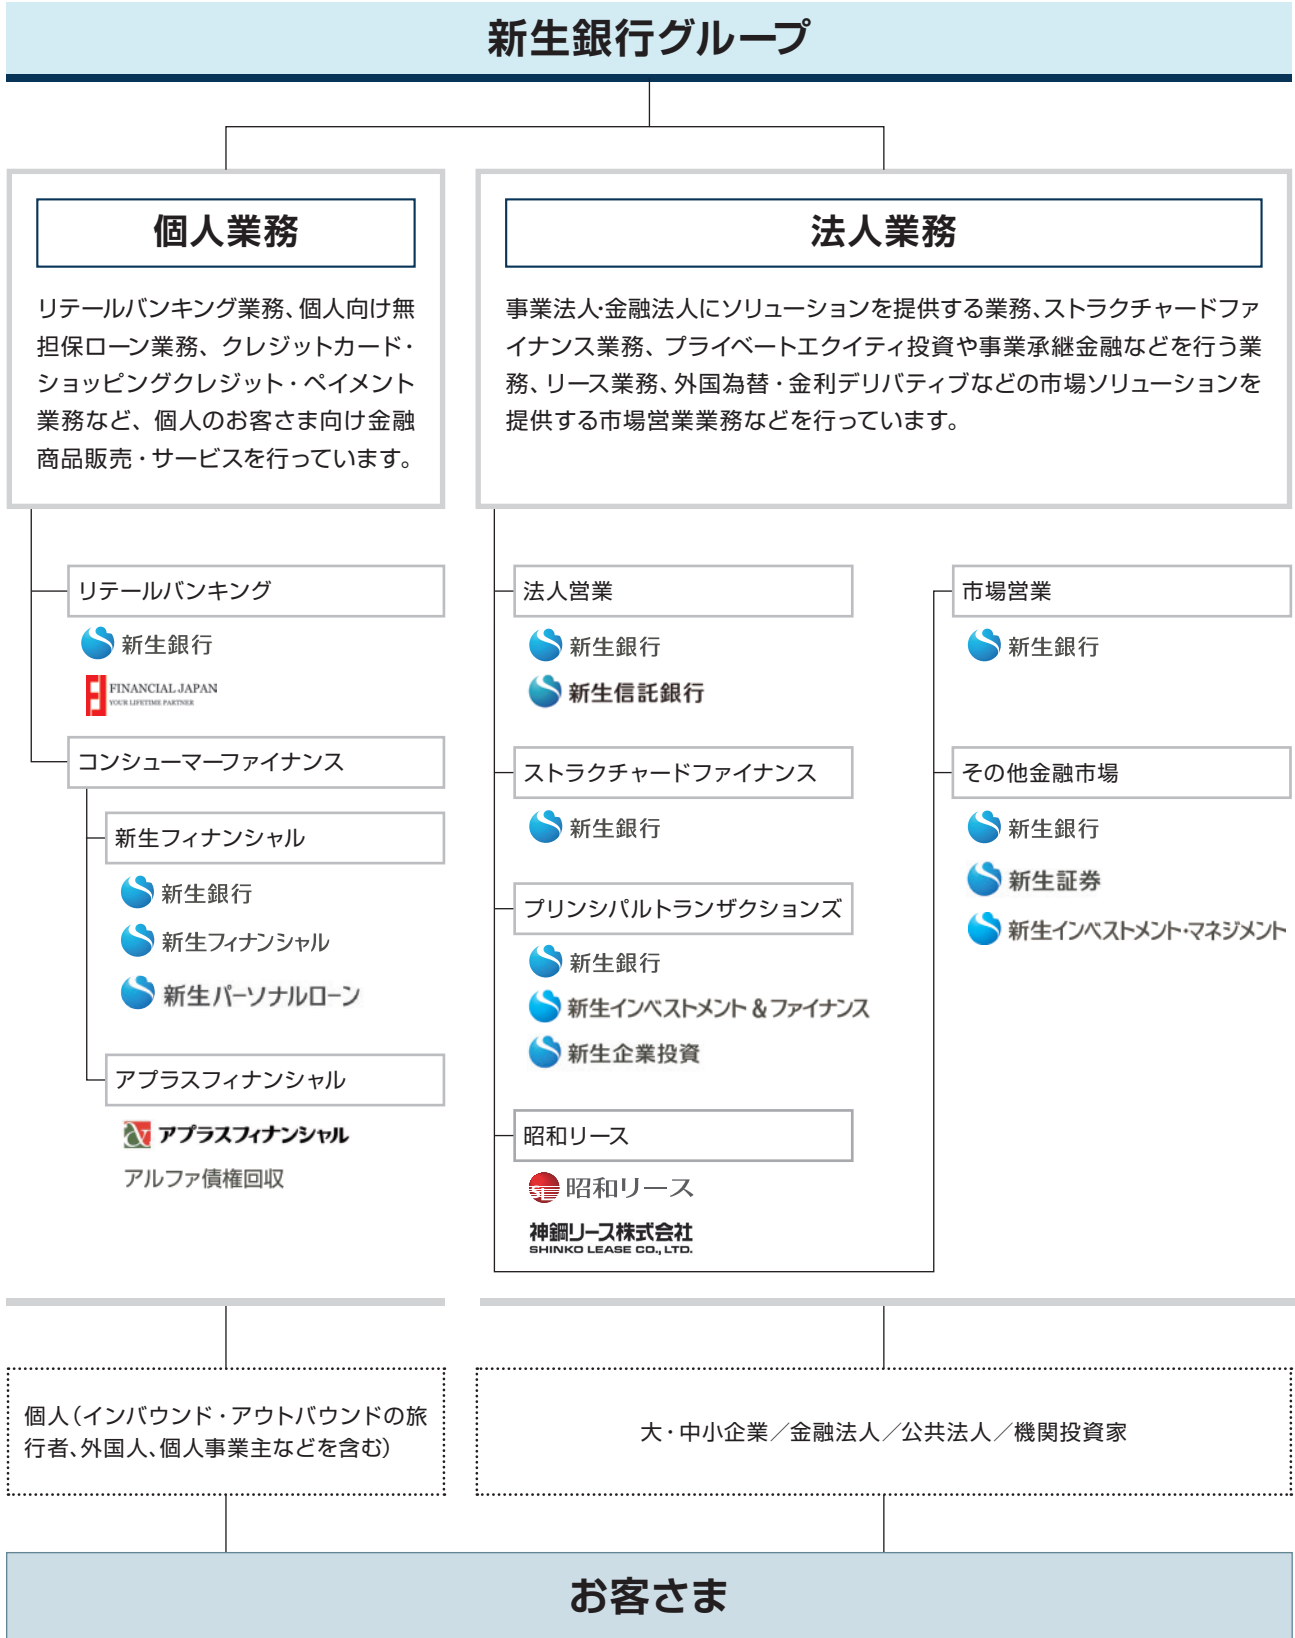 新生銀行グループ
個人業務
リテールバンキング業務、個人向け無
担保ローン業務、クレジットカード・
ショッピングクレジット・ペイメント
業務など、個人のお客さま向け金融
商品販売・サービスを行っています。
法人業務
事業法人・金融法人にソリューションを提供する業務、ストラクチャードファ
イナンス業務、プライベートエクイティ投資や事業承継金融などを行う業
務、リース業務、外国為替・金利デリバティブなどの市場ソリューションを
提供する市場営業業務などを行っています。
リテールバンキング
新生銀行
FINANCIAL JAPAN
YOUR LIFETIME PARTNER
コンシューマーファイナンス
新生フィナンシャル
新生銀行
新生フィナンシャル
新生パーソナルローン
アプラスフィナンシャル
アプラスフィナンシャル
アルファ債権回収
法人営業
新生銀行
新生信託銀行
ストラクチャードファイナンス
新生銀行
プリンシパルトランザクションズ
新生銀行
新生インベストメント&ファイナンス
新生企業投資
昭和リース
SL 昭和リース
神鋼リース株式会社
SHINKO LEASE CO., LTD.
市場営業
新生銀行
その他金融市場
新生銀行
新生証券
新生インベストメント・マネジメント
個人（インバウンド・アウトバウンドの旅
行者、外国人、個人事業主などを含む）
大・中小企業／金融法人／公共法人／機関投資家
お客さま